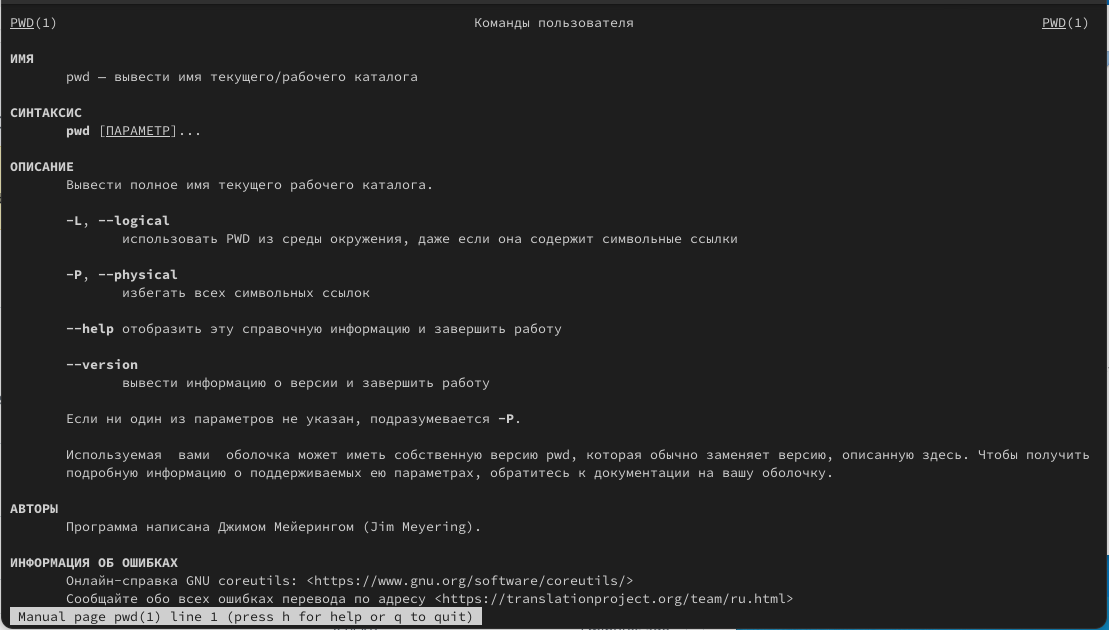 PWD(1) Команды пользователя PWD(1)
ИМЯ
pwd — вывести имя текущего/рабочего каталога
СИНТАКСИС
pwd [ПАРАМЕТР]...
ОПИСАНИЕ
Вывести полное имя текущего рабочего каталога.
-L, --logical
использовать PWD из среды окружения, даже если она содержит символьные ссылки
-P, --physical
избегать всех символьных ссылок
--help отобразить эту справочную информацию и завершить работу
--version
вывести информацию о версии и завершить работу
Если ни один из параметров не указан, подразумевается -P.
Используемая вами оболочка может иметь собственную версию pwd, которая обычно заменяет версию, описанную здесь. Чтобы получить
подробную информацию о поддерживаемых ею параметрах, обратитесь к документации на вашу оболочку.
АВТОРЫ
Программа написана Джимом Мейерингом (Jim Meyering).
ИНФОРМАЦИЯ ОБ ОШИБКАХ
Онлайн-справка GNU coreutils: <https://www.gnu.org/software/coreutils/>
Сообщайте обо всех ошибках перевода по адресу <https://translationproject.org/team/ru.html>
Manual page pwd(1) line 1 (press h for help or q to quit)